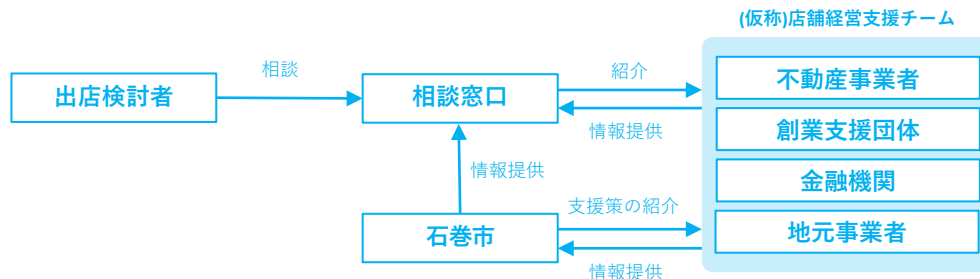 (仮称)店舗経営支援チーム
相談
紹介
出店検討者
相談窓口
不動産事業者
情報提供
創業支援団体
情報提供
金融機関
支援策の紹介
石巻市
地元事業者
情報提供